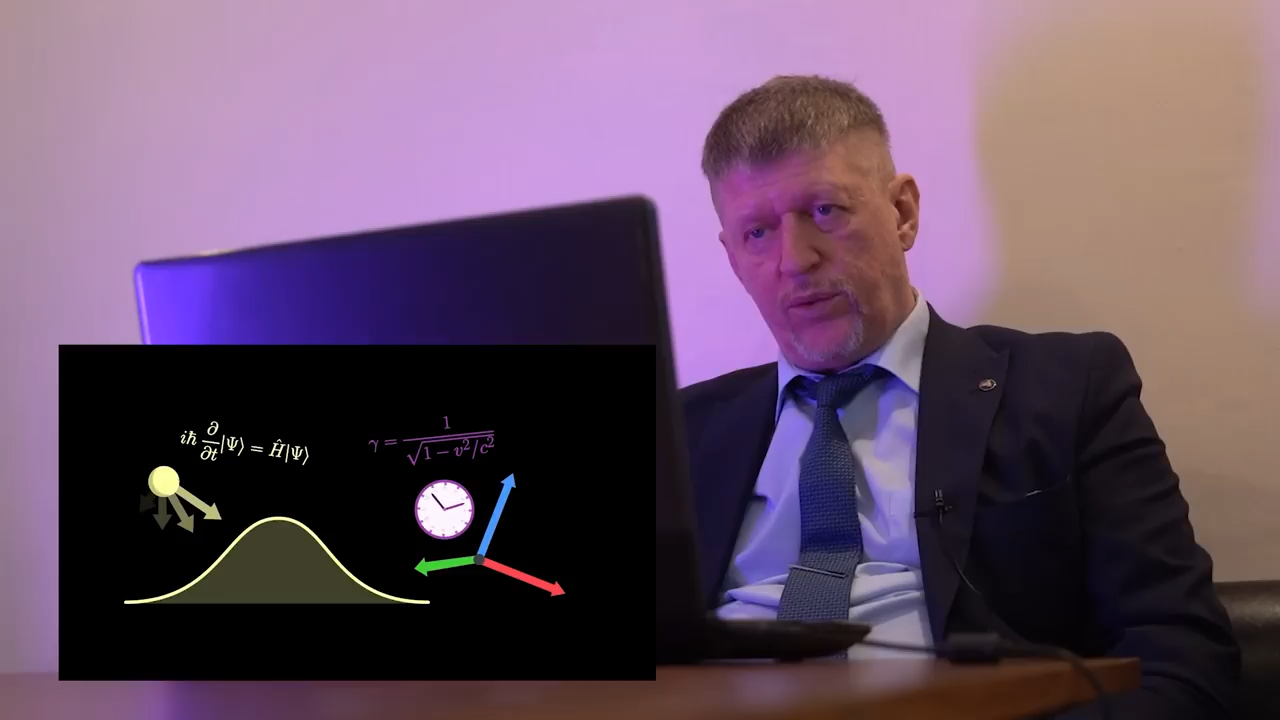 iℏ ∂/∂t |Ψ⟩ = Ĥ|Ψ⟩
γ = 1/√(1 − v²/c²)